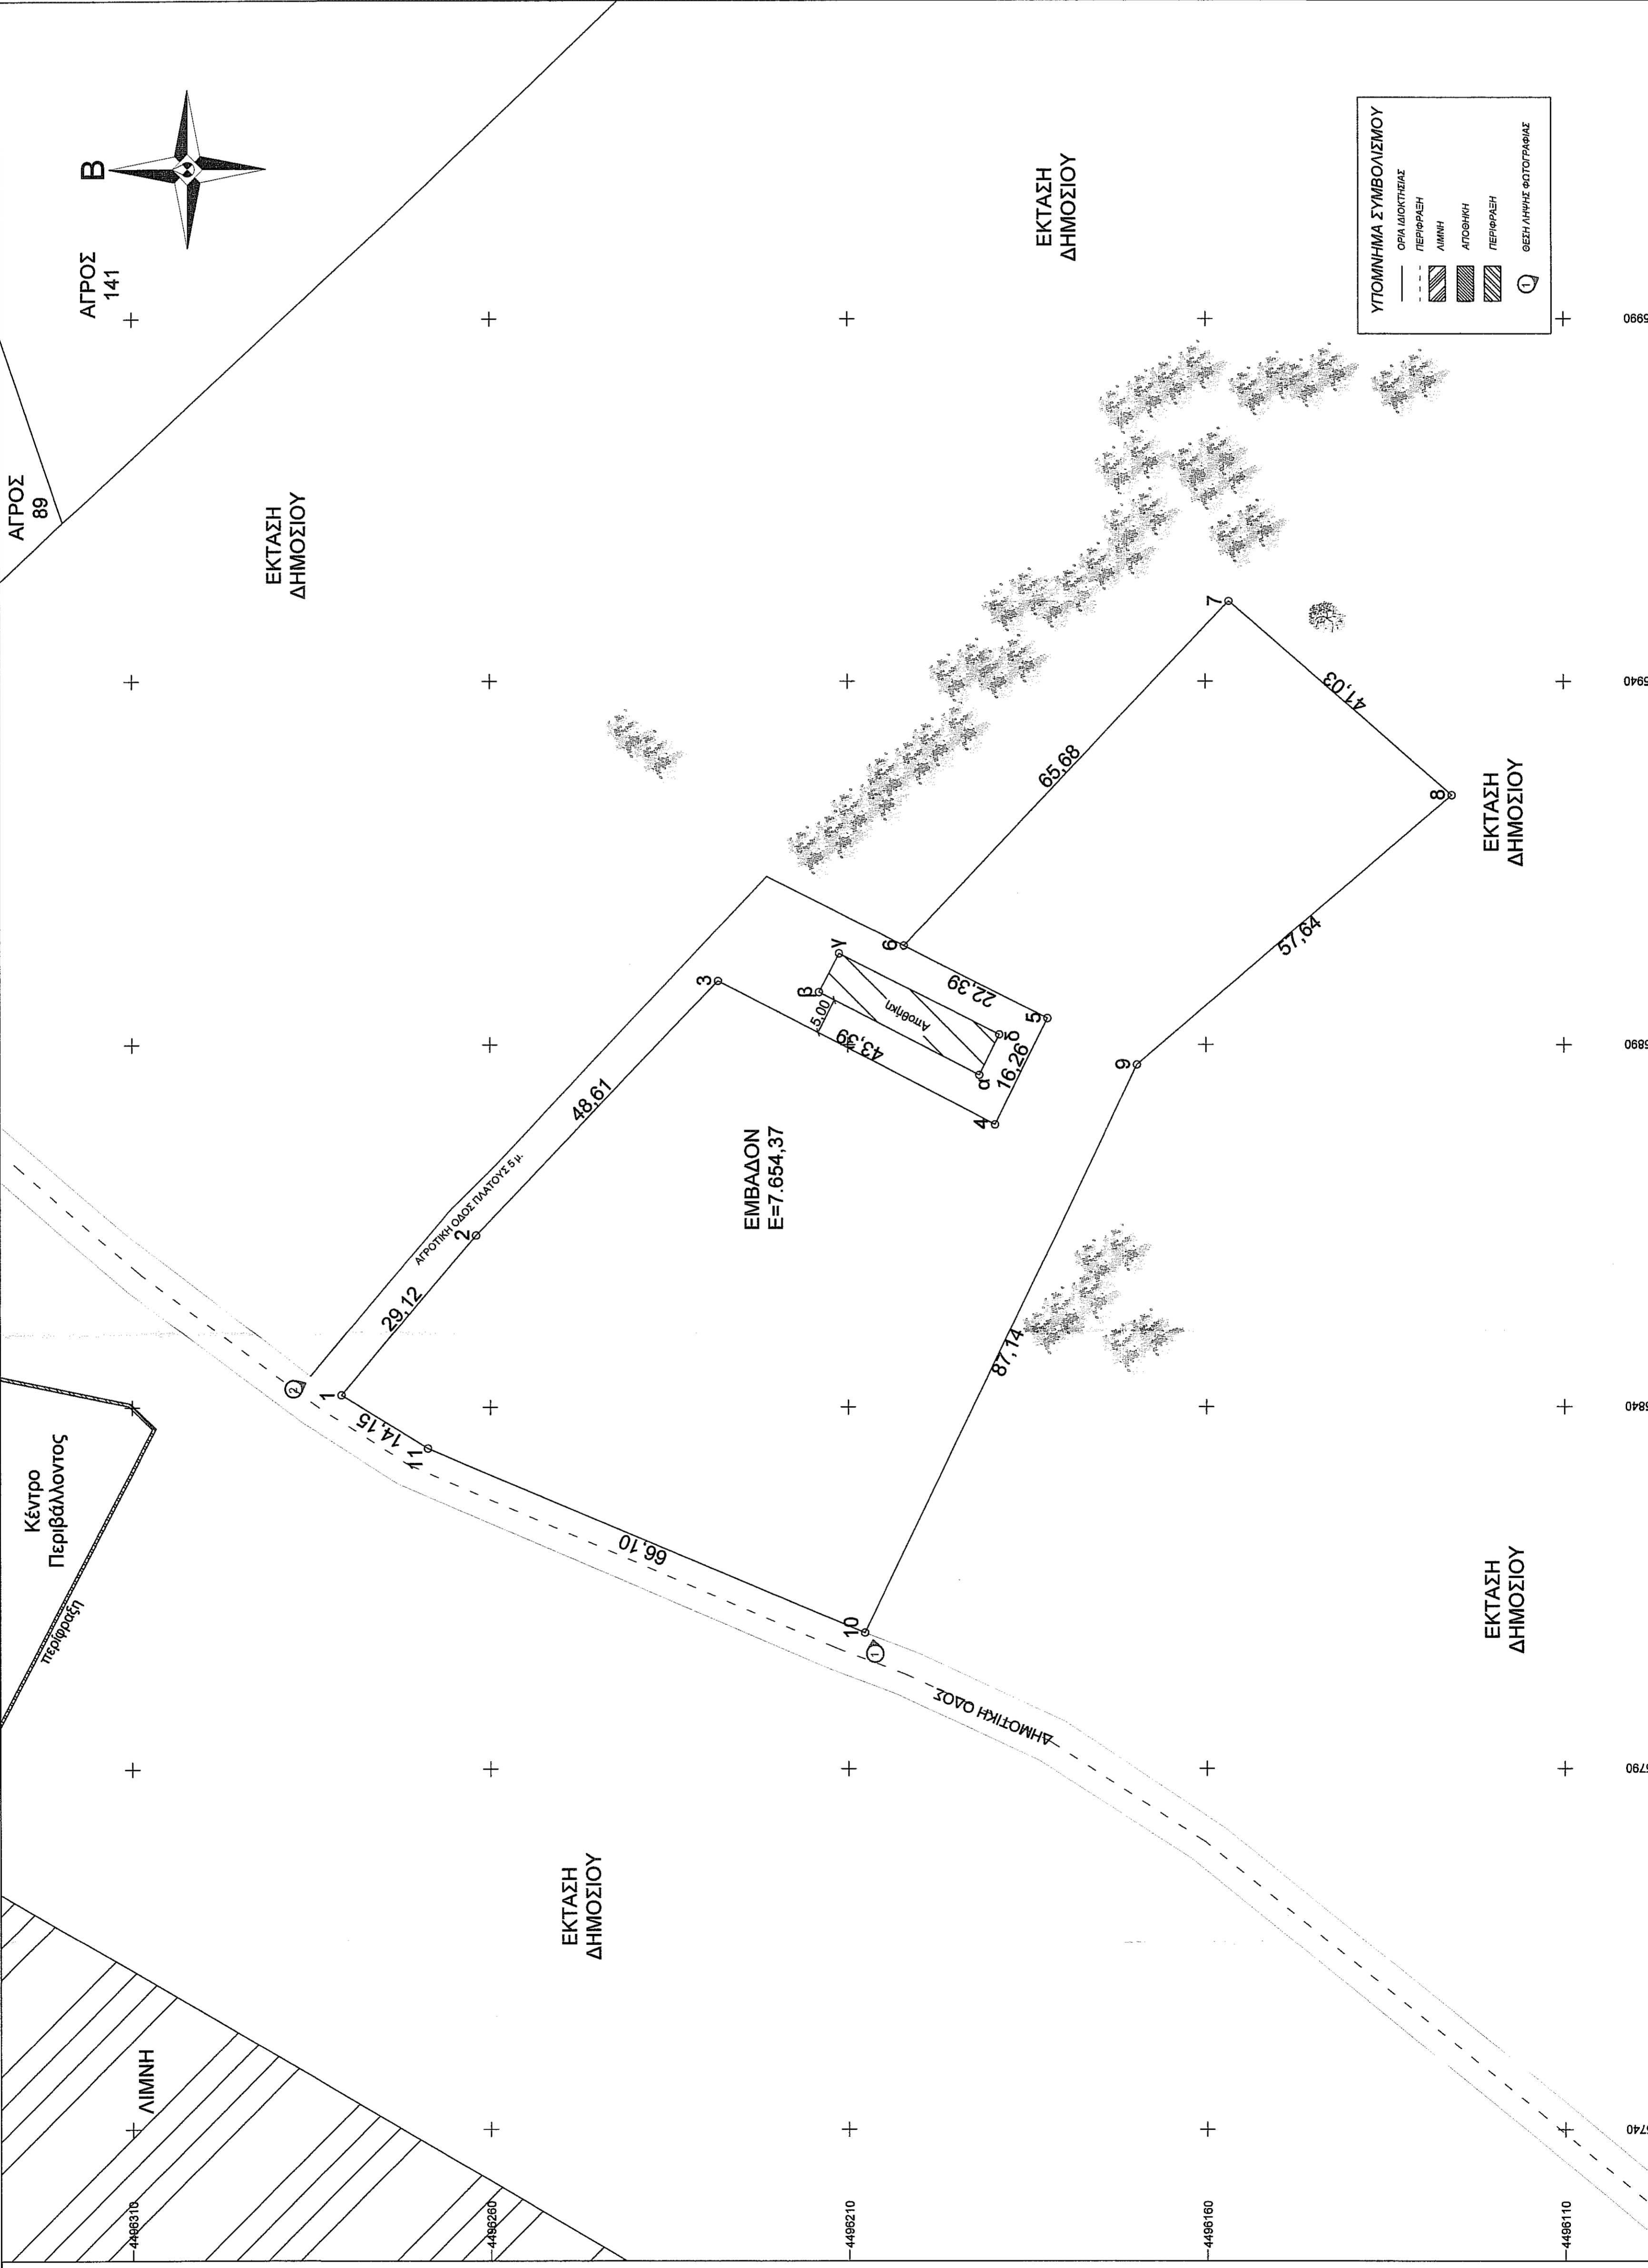 Β
ΑΓΡΟΣ
141
ΑΓΡΟΣ
89
ΕΚΤΑΣΗ
ΔΗΜΟΣΙΟΥ
ΕΚΤΑΣΗ
ΔΗΜΟΣΙΟΥ
Κέντρο
Περιβάλλοντος
περίφραξη
ΛΙΜΝΗ
ΕΚΤΑΣΗ
ΔΗΜΟΣΙΟΥ
ΑΓΡΟΤΙΚΗ ΟΔΟΣ ΠΛΑΤΟΥΣ 5 μ.
ΔΗΜΟΤΙΚΗ ΟΔΟΣ
ΕΜΒΑΔΟΝ
Ε=7.654,37
Αποθήκη
α
β
γ
δ
5,00
1
2
3
4
5
6
7
8
9
10
11
29,12
48,61
43,39
16,26
22,39
65,68
41,03
57,64
87,14
66,10
14,15
1
2
ΕΚΤΑΣΗ
ΔΗΜΟΣΙΟΥ
ΕΚΤΑΣΗ
ΔΗΜΟΣΙΟΥ
ΥΠΟΜΝΗΜΑ ΣΥΜΒΟΛΙΣΜΟΥ
ΟΡΙΑ ΙΔΙΟΚΤΗΣΙΑΣ
ΠΕΡΙΦΡΑΞΗ
ΛΙΜΝΗ
ΑΠΟΘΗΚΗ
ΠΕΡΙΦΡΑΞΗ
1
ΘΕΣΗ ΛΗΨΗΣ ΦΩΤΟΓΡΑΦΙΑΣ
4496310
4496260
4496210
4496160
4496110